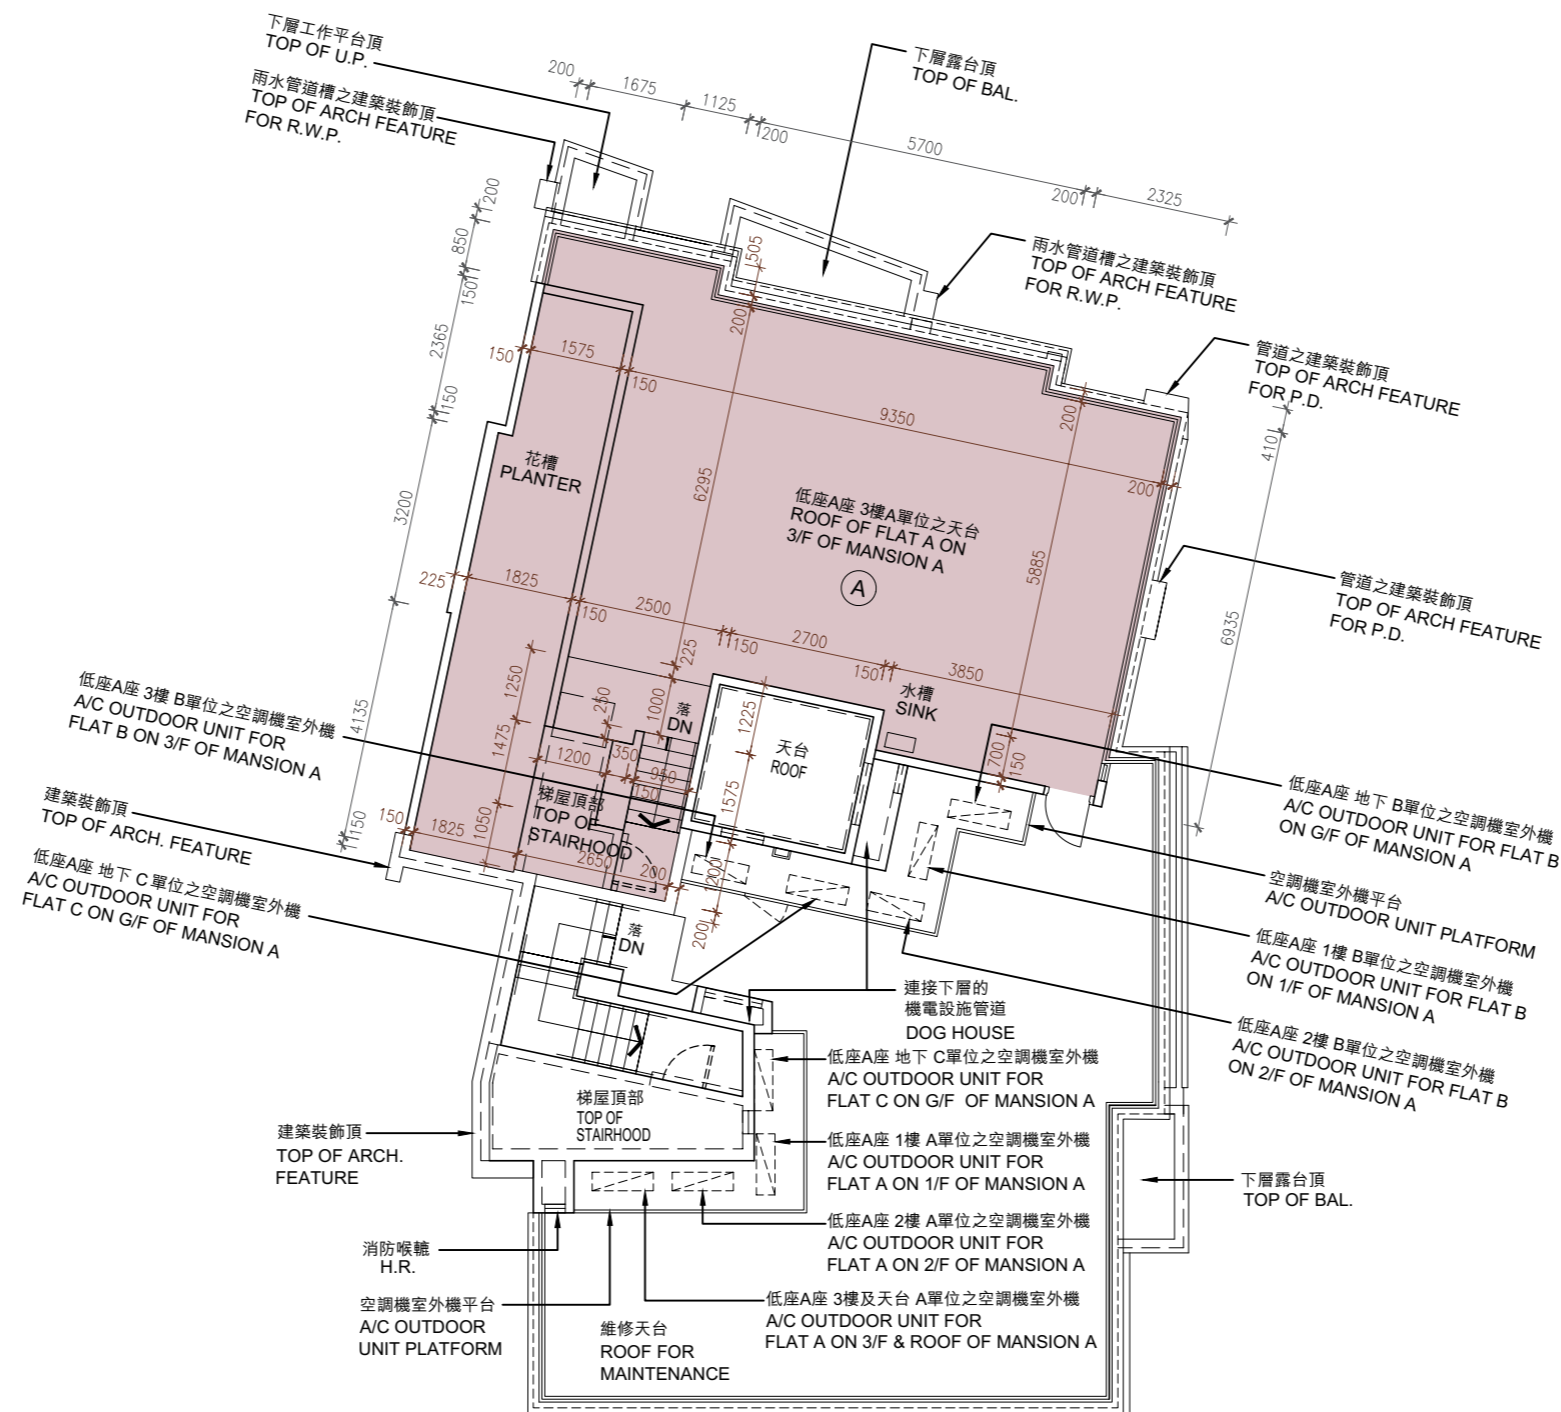 下層工作平台頂
TOP OF U.P.
雨水管道槽之建築裝飾頂
TOP OF ARCH FEATURE
FOR R.W.P.
200
1675
1125
200
5700
200
2325
下層露台頂
TOP OF BAL.
雨水管道槽之建築裝飾頂
TOP OF ARCH FEATURE
FOR R.W.P.
管道之建築裝飾頂
TOP OF ARCH FEATURE
FOR P.D.
管道之建築裝飾頂
TOP OF ARCH FEATURE
FOR P.D.
200
850
150
2365
150
3200
4135
150
410
6935
505
200
150
1575
150
9350
200
200
6295
5885
花槽
PLANTER
低座A座 3樓A單位之天台
ROOF OF FLAT A ON
3/F OF MANSION A
A
225
1825
150
2500
150
2700
150
3850
225
1000
250
1250
1475
1050
1200
350
950
150
150
1825
2650
200
1225
1575
1200
200
700
150
落
DN
水槽
SINK
天台
ROOF
梯屋頂部
TOP OF
STAIRHOOD
落
DN
低座A座 3樓 B單位之空調機室外機
A/C OUTDOOR UNIT FOR
FLAT B ON 3/F OF MANSION A
建築裝飾頂
TOP OF ARCH. FEATURE
低座A座 地下 C單位之空調機室外機
A/C OUTDOOR UNIT FOR
FLAT C ON G/F OF MANSION A
低座A座 地下 B單位之空調機室外機
A/C OUTDOOR UNIT FOR FLAT B
ON G/F OF MANSION A
空調機室外機平台
A/C OUTDOOR UNIT PLATFORM
低座A座 1樓 B單位之空調機室外機
A/C OUTDOOR UNIT FOR FLAT B
ON 1/F OF MANSION A
低座A座 2樓 B單位之空調機室外機
A/C OUTDOOR UNIT FOR FLAT B
ON 2/F OF MANSION A
連接下層的
機電設施管道
DOG HOUSE
低座A座 地下 C單位之空調機室外機
A/C OUTDOOR UNIT FOR
FLAT C ON G/F OF MANSION A
低座A座 1樓 A單位之空調機室外機
A/C OUTDOOR UNIT FOR
FLAT A ON 1/F OF MANSION A
低座A座 2樓 A單位之空調機室外機
A/C OUTDOOR UNIT FOR
FLAT A ON 2/F OF MANSION A
低座A座 3樓及天台 A單位之空調機室外機
A/C OUTDOOR UNIT FOR
FLAT A ON 3/F & ROOF OF MANSION A
梯屋頂部
TOP OF
STAIRHOOD
建築裝飾頂
TOP OF ARCH.
FEATURE
下層露台頂
TOP OF BAL.
消防喉轆
H.R.
空調機室外機平台
A/C OUTDOOR
UNIT PLATFORM
維修天台
ROOF FOR
MAINTENANCE